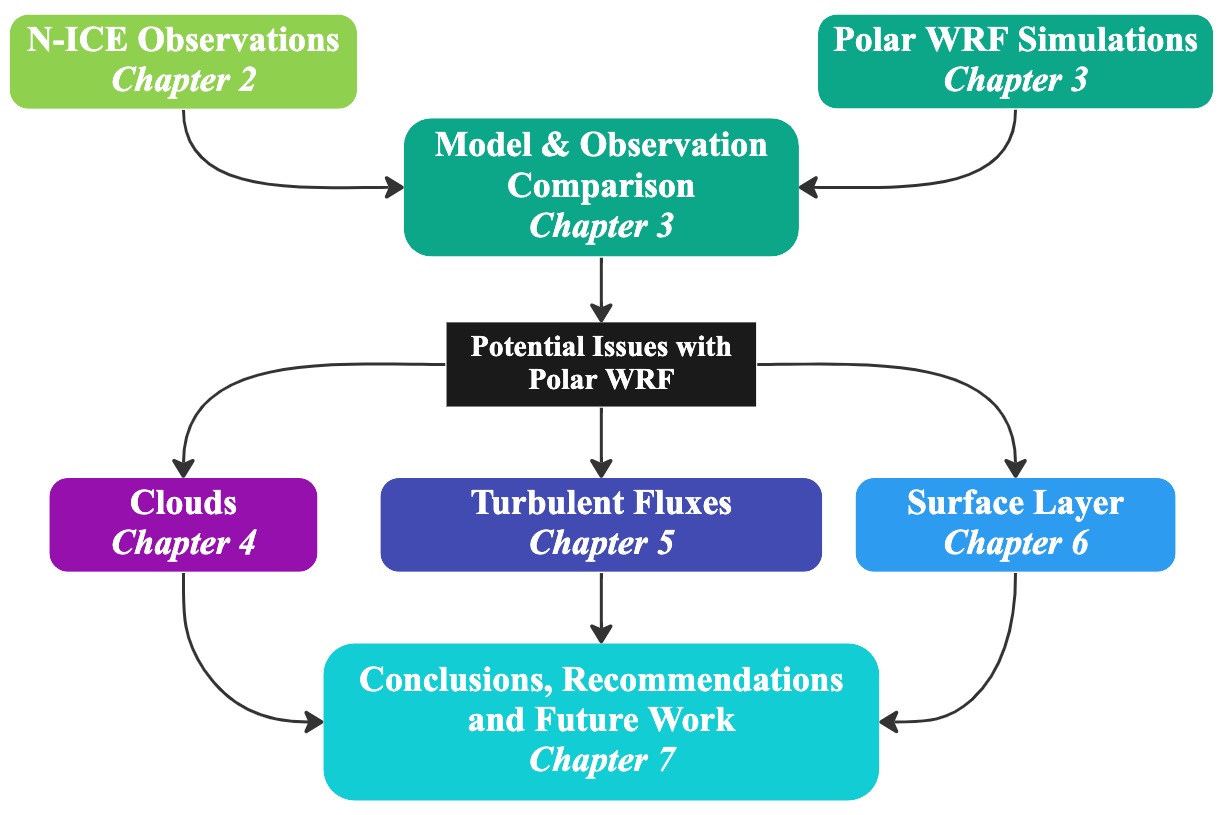 N-ICE Observations
Chapter 2
Polar WRF Simulations
Chapter 3
Model & Observation
Comparison
Chapter 3
Potential Issues with
Polar WRF
Clouds
Chapter 4
Turbulent Fluxes
Chapter 5
Surface Layer
Chapter 6
Conclusions, Recommendations
and Future Work
Chapter 7